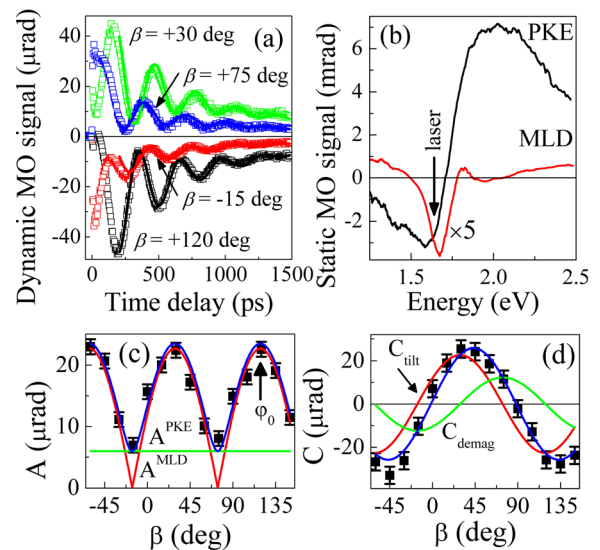 (a)
β = +30 deg
β = +75 deg
β = -15 deg
β = +120 deg
Dynamic MO signal (μrad)
40
20
0
-20
-40
0 500 1000 1500
Time delay (ps)
(b)
PKE
laser
MLD
×5
Static MO signal (mrad)
6
4
2
0
-2
1.5 2.0 2.5
Energy (eV)
(c)
φ0
A^PKE
A^MLD
A (μrad)
20
10
0
-45 0 45 90 135
β (deg)
(d)
C_tilt
C_demag
C (μrad)
23
0
-23
-45 0 45 90 135
β (deg)